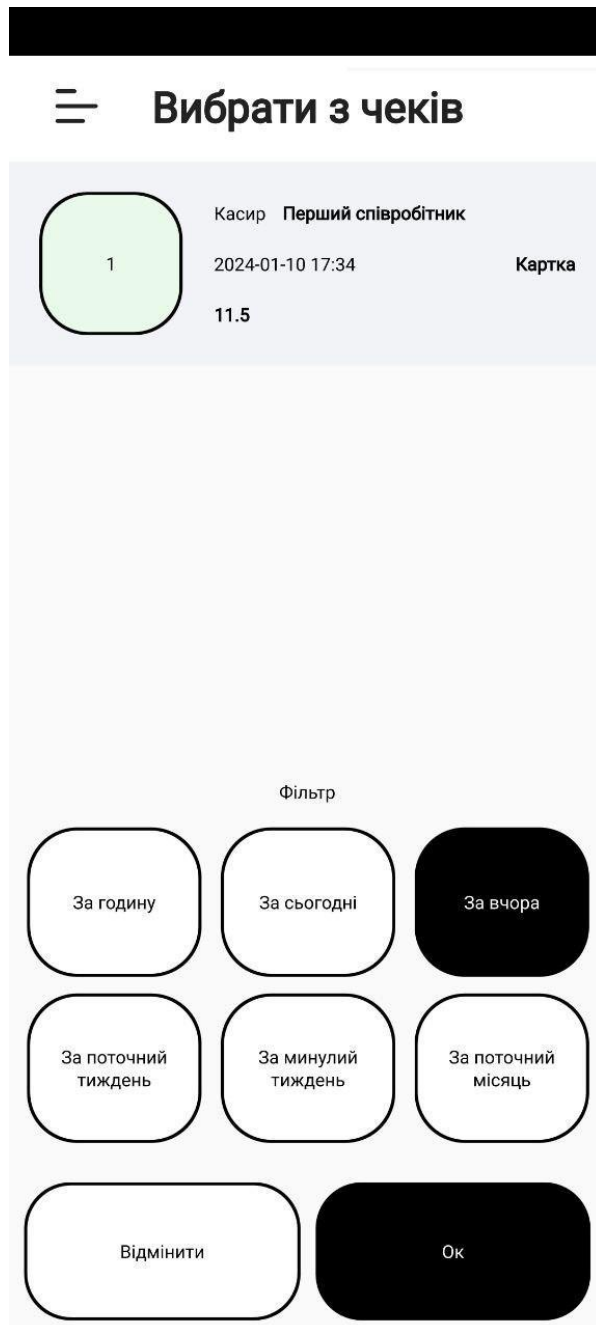 Вибрати з чеків
Касир Перший співробітник
1
2024-01-10 17:34 Картка
11.5
Фільтр
За годину
За сьогодні
За вчора
За поточний
тиждень
За минулий
тиждень
За поточний
місяць
Відмінити
Ок